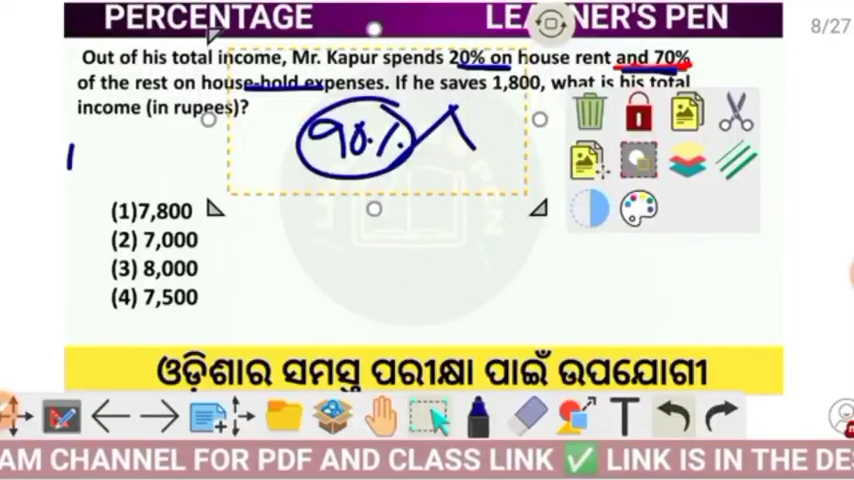 PERCENTAGE LEARNER'S PEN
8/27
Out of his total income, Mr. Kapur spends 20% on house rent and 70%
of the rest on house-hold expenses. If he saves 1,800, what is his total
income (in rupees)?
90%
(1)7,800
(2) 7,000
(3) 8,000
(4) 7,500
ଓଡ଼ିଶାର ସମସ୍ତ ପରୀକ୍ଷା ପାଇଁ ଉପଯୋଗୀ
AM CHANNEL FOR PDF AND CLASS LINK ✅ LINK IS IN THE DES